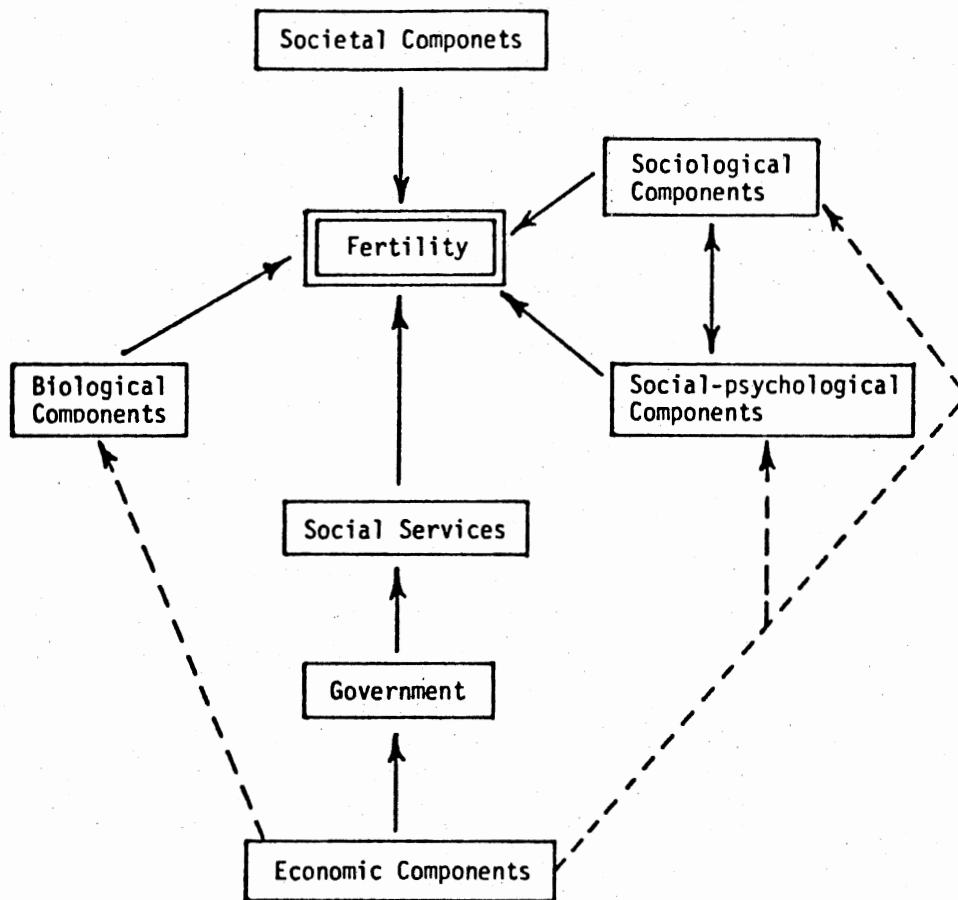 Societal Componets
Sociological
Components
Fertility
Biological
Components
Social-psychological
Components
Social Services
Government
Economic Components